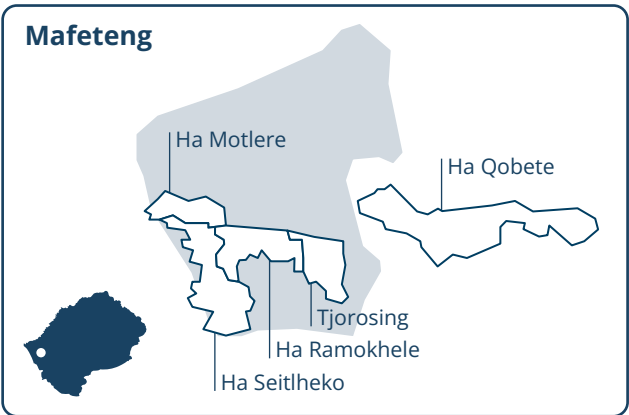 Mafeteng
Ha Motlere
Ha Qobete
Tjorosing
Ha Ramokhele
Ha Seitlheko